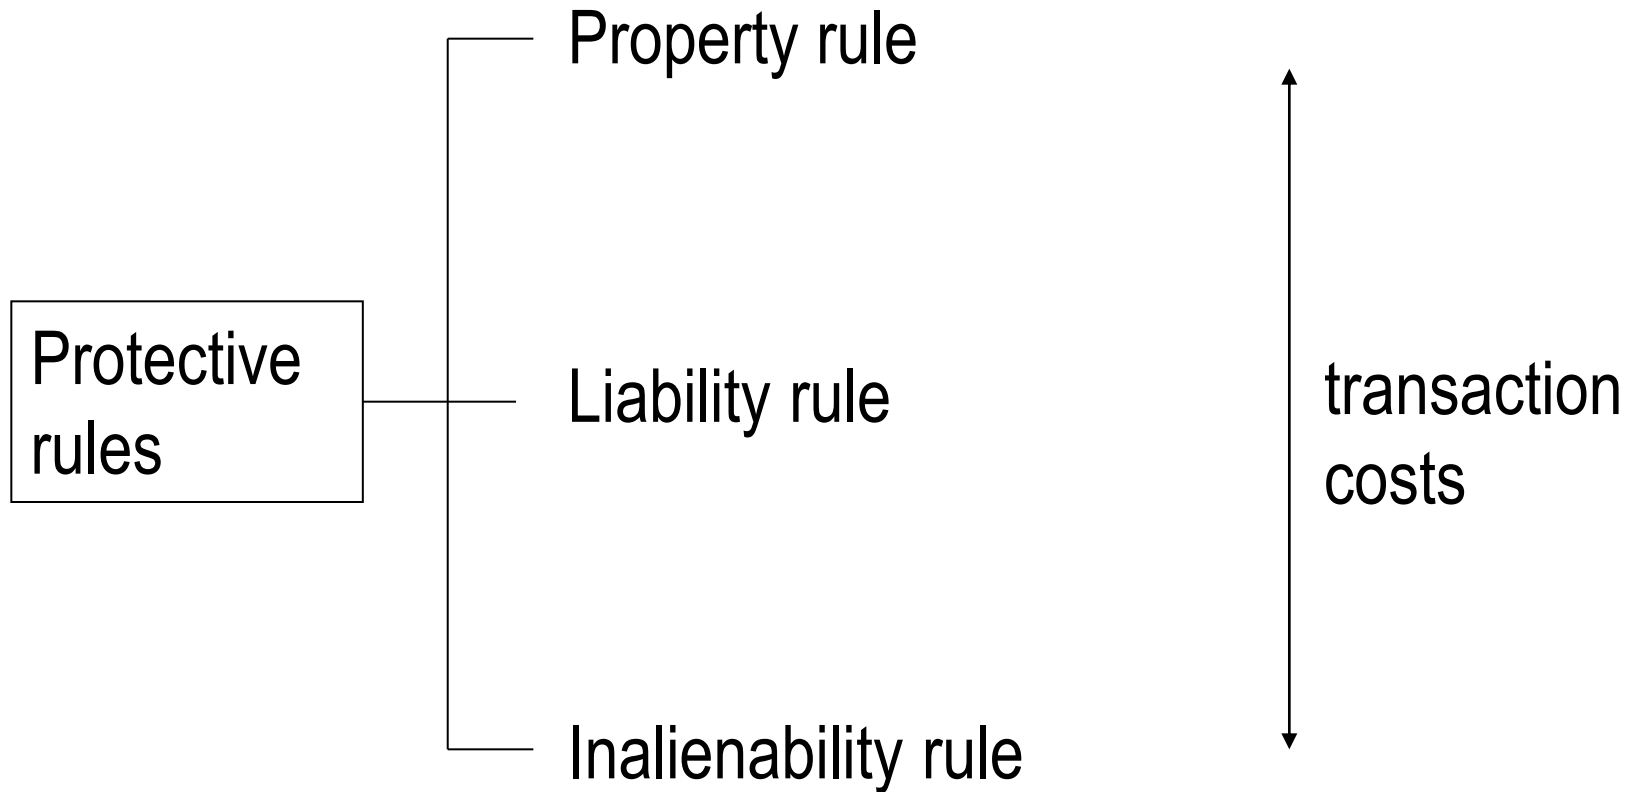 Property rule
Protective
rules
Liability rule
transaction
costs
Inalienability rule